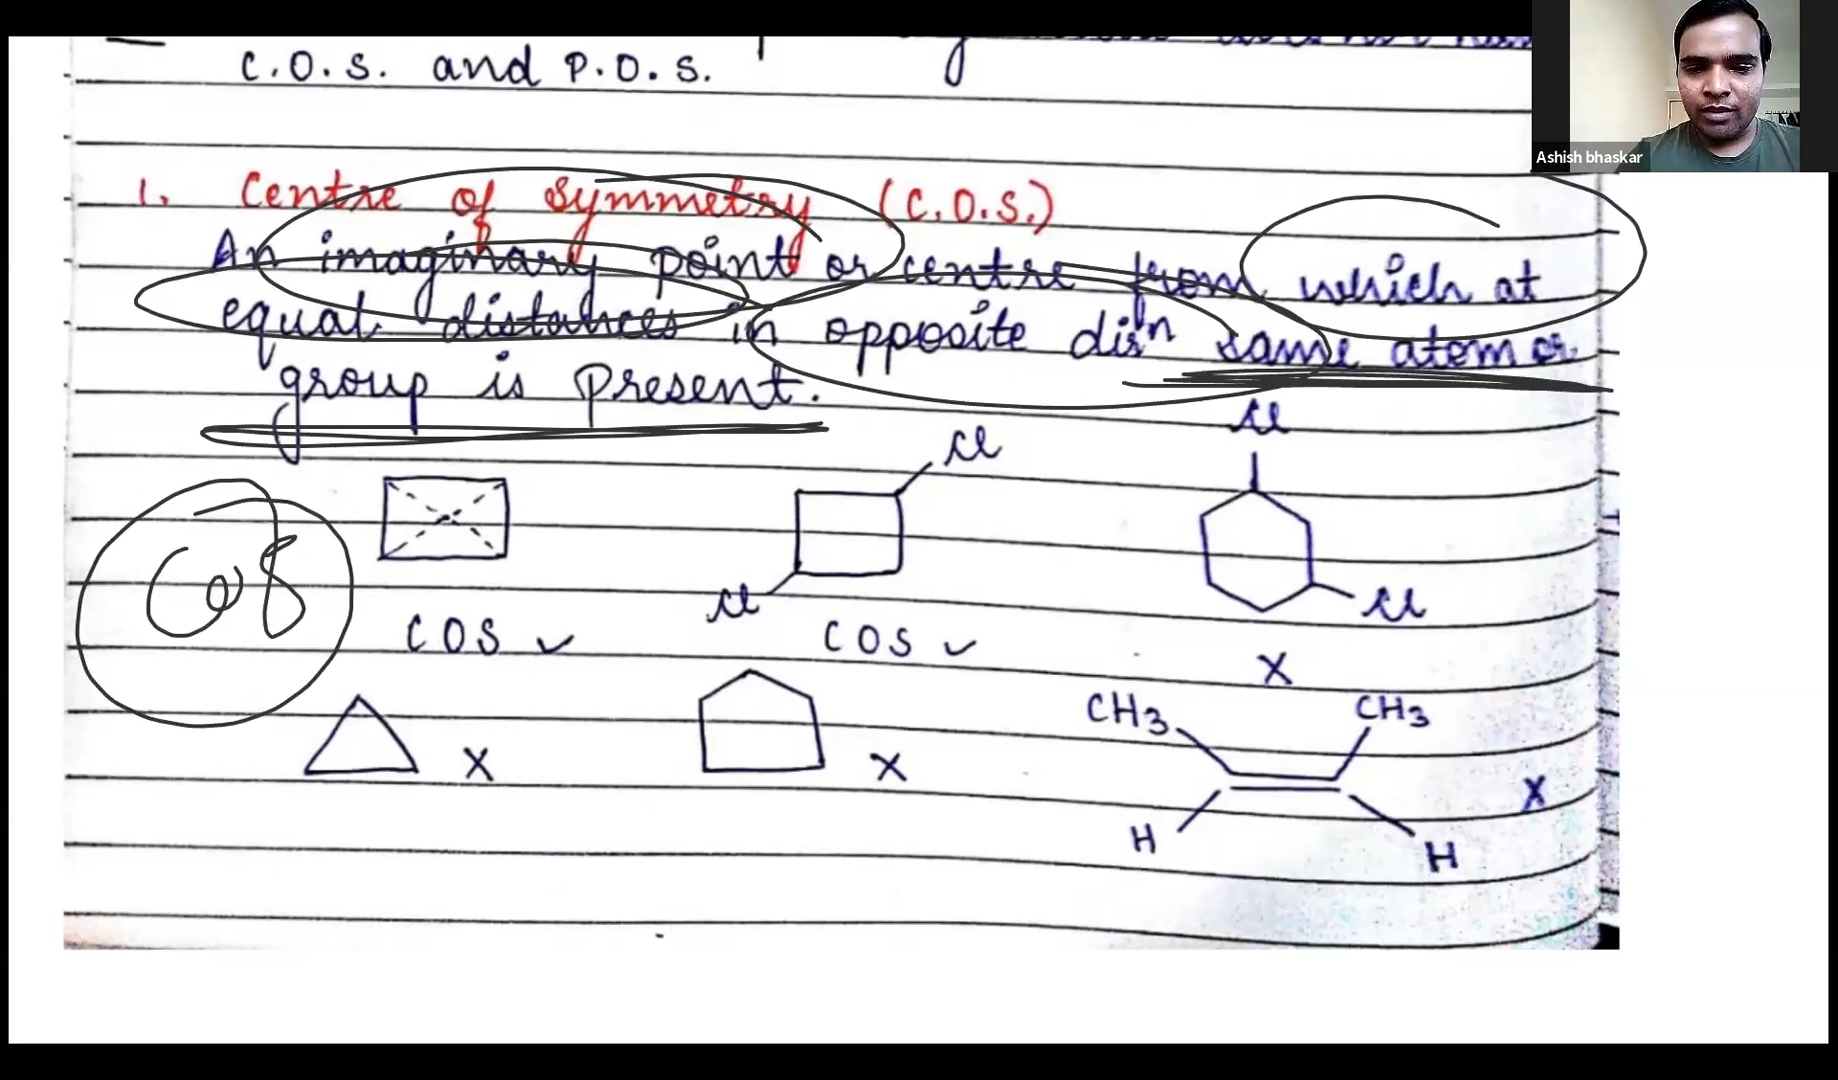 C.O.S. and P.O.S.
Ashish bhaskar
1. Centre of Symmetry (C.O.S.)
An imaginary point or centre from which at
equal distances in opposite dirn same atom or
group is present.
Cl
Cl
Cl
Cl
COS
COS ✓
COS ✓
X
CH3
CH3
X
X
X
H
H